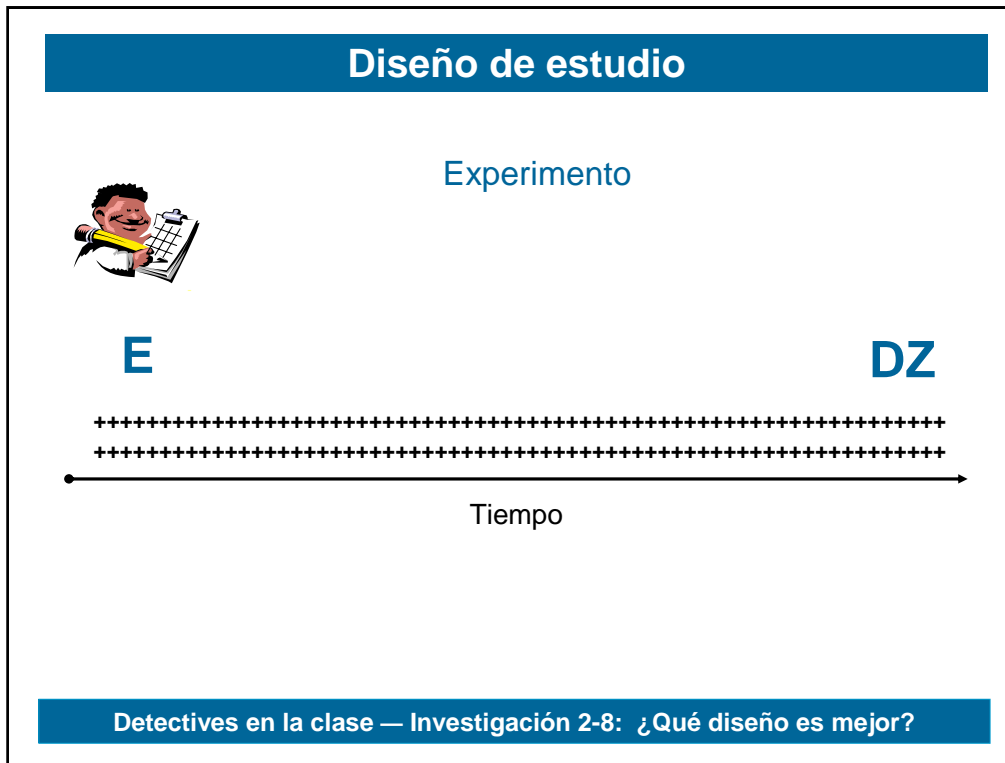 Diseño de estudio
Experimento
E DZ
+++++++++++++++++++++++++++++++++++++++++++++++++++++++++++++++++
+++++++++++++++++++++++++++++++++++++++++++++++++++++++++++++++++
Tiempo
Detectives en la clase — Investigación 2-8: ¿Qué diseño es mejor?